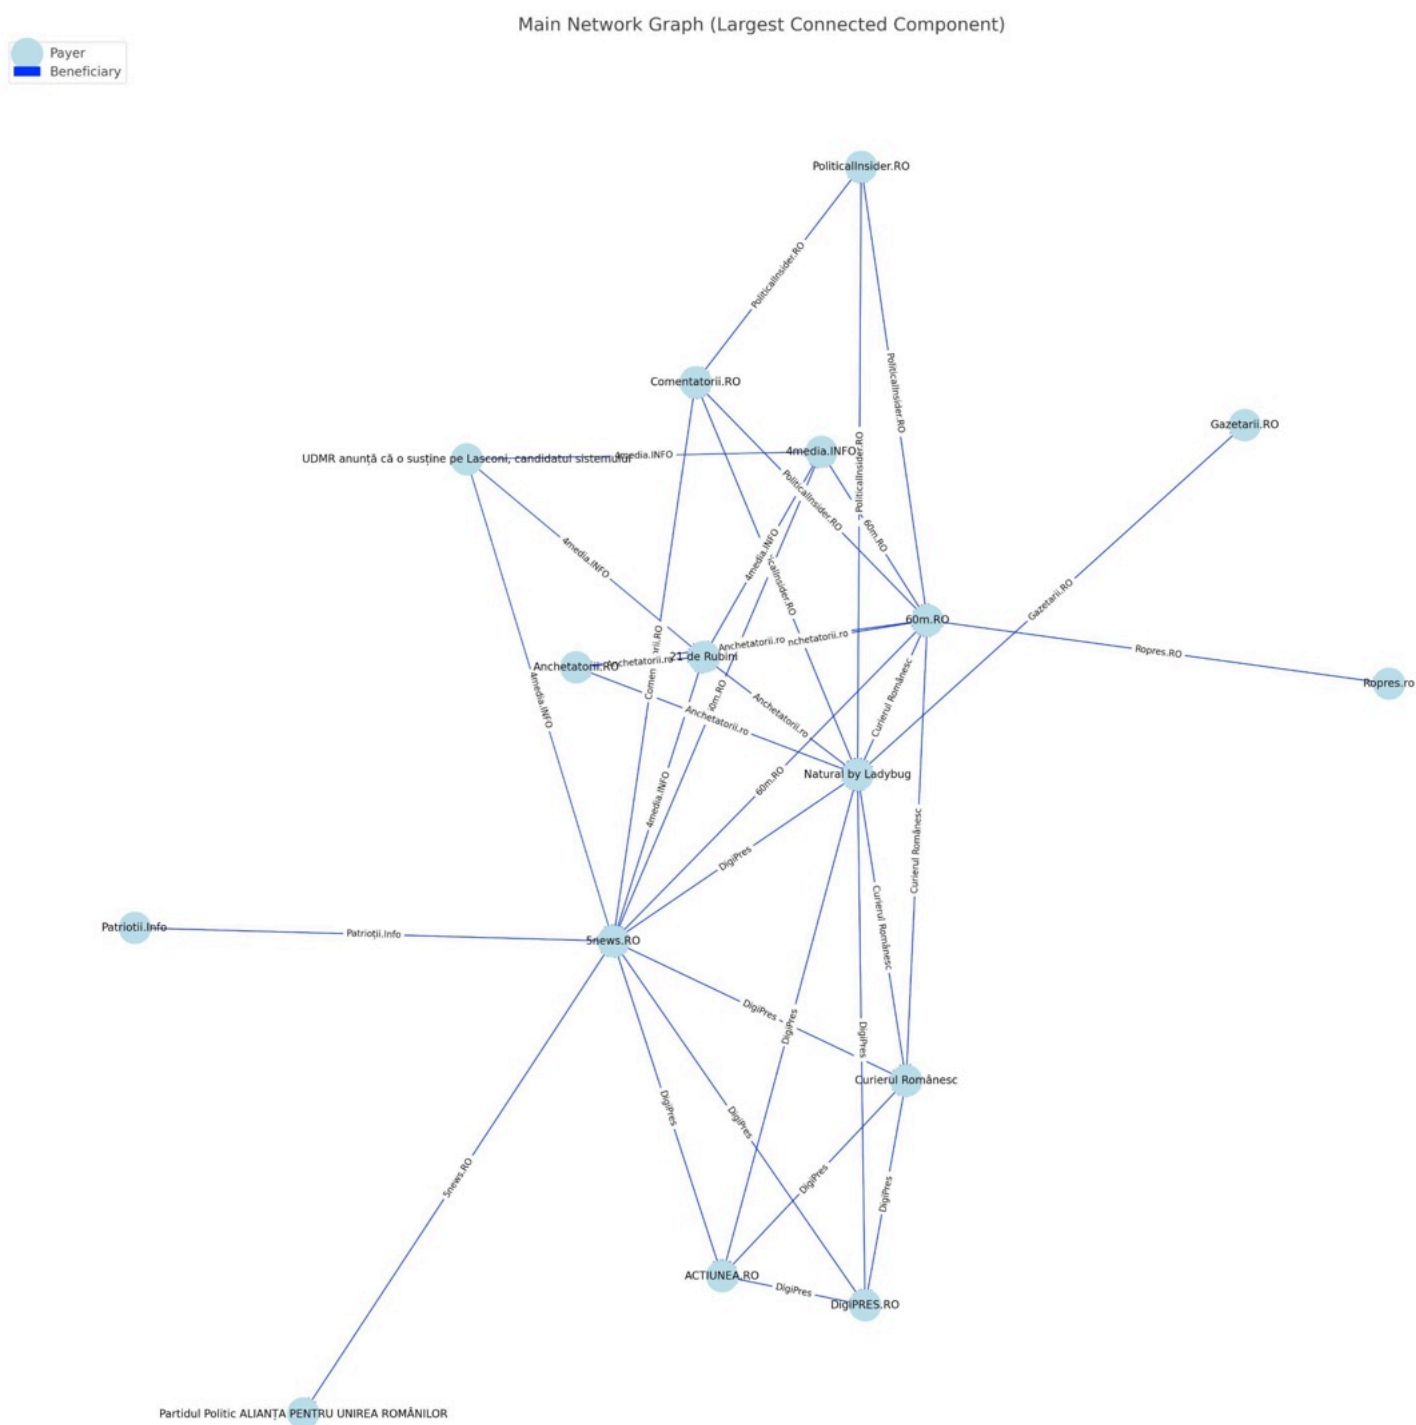 Main Network Graph (Largest Connected Component)
Payer
Beneficiary
PoliticalInsider.RO
PoliticalInsider.RO
PoliticalInsider.RO
Comentatorii.RO
Gazetarii.RO
PoliticalInsider.RO
UDMR anunță că o susține pe Lasconi, candidatul sistemului
4media.INFO
4media.INFO
PoliticalInsider.RO
60m.RO
4media.INFO
4media.INFO
Gazetarii.RO
60m.RO
Anchetatorii.ro
Ropres.RO
21 de Rubini
Anchetatorii.RO
Anchetatorii.ro
Ropres.ro
4media.INFO
Curierul Românesc
Anchetatorii.ro
Anchetatorii.ro
Natural by Ladybug
60m.RO
4media.INFO
DigiPres
Curierul Românesc
Curierul Românesc
Patriotii.Info
Patrioții.Info
5news.RO
DigiPres
DigiPres
DigiPres
Curierul Românesc
DigiPres
DigiPres
5news.RO
DigiPres
DigiPres
ACTIUNEA.RO
DigiPres
DigiPRES.RO
Partidul Politic ALIANȚA PENTRU UNIREA ROMÂNILOR